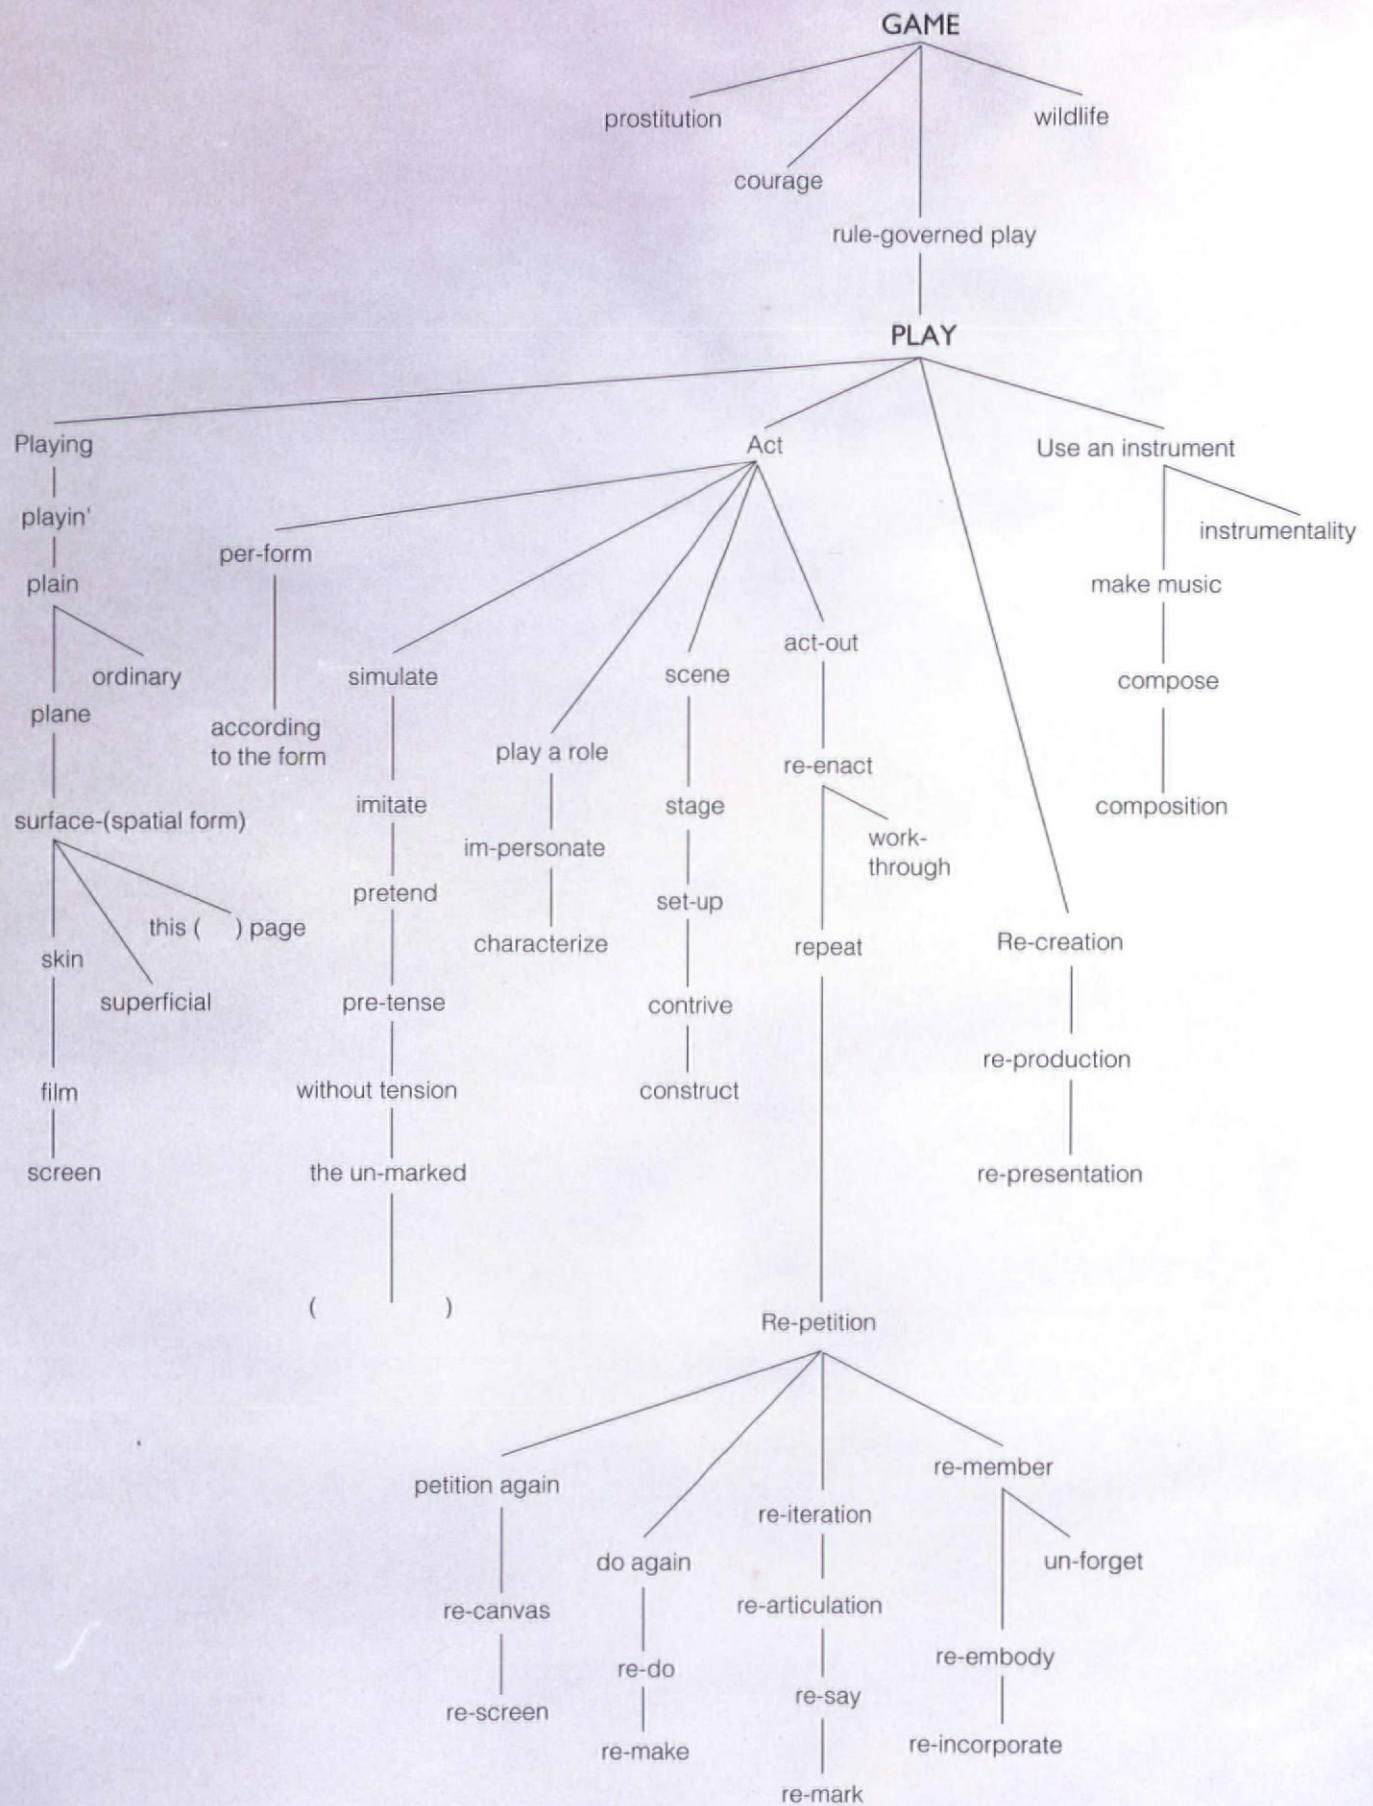 GAME
prostitution
wildlife
courage
rule-governed play
PLAY
Playing
Act
Use an instrument
playin'
instrumentality
per-form
plain
make music
act-out
ordinary
simulate
scene
compose
plane
according
to the form
play a role
re-enact
imitate
stage
composition
surface-(spatial form)
work-
through
im-personate
pretend
set-up
this ( ) page
characterize
repeat
Re-creation
skin
superficial
pre-tense
contrive
re-production
film
without tension
construct
screen
the un-marked
re-presentation
( )
Re-petition
re-member
petition again
re-iteration
do again
un-forget
re-canvas
re-articulation
re-embody
re-do
re-say
re-screen
re-incorporate
re-make
re-mark